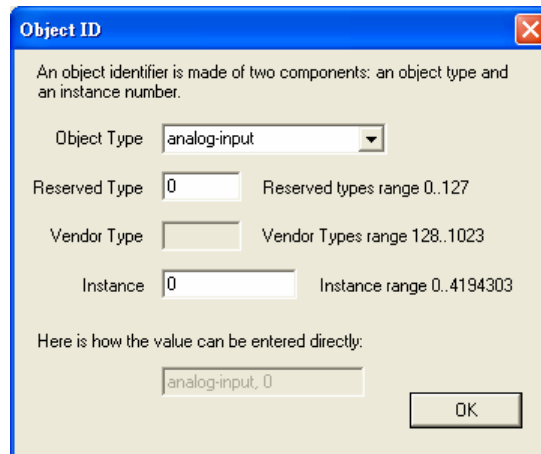 Object ID
An object identifier is made of two components: an object type and
an instance number.
Object Type analog-input
Reserved Type 0 Reserved types range 0..127
Vendor Type Vendor Types range 128..1023
Instance 0 Instance range 0..4194303
Here is how the value can be entered directly:
analog-input, 0
OK